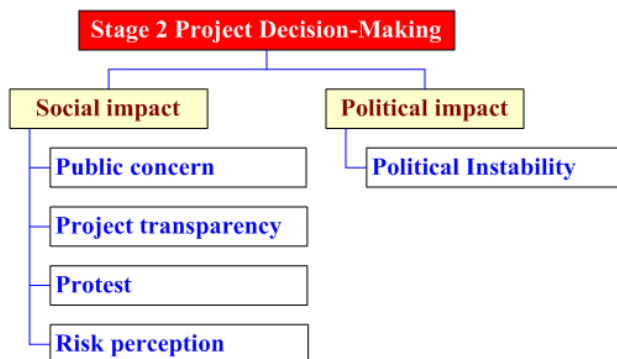 Stage 2 Project Decision-Making
Social impact
Political impact
Public concern
Political Instability
Project transparency
Protest
Risk perception